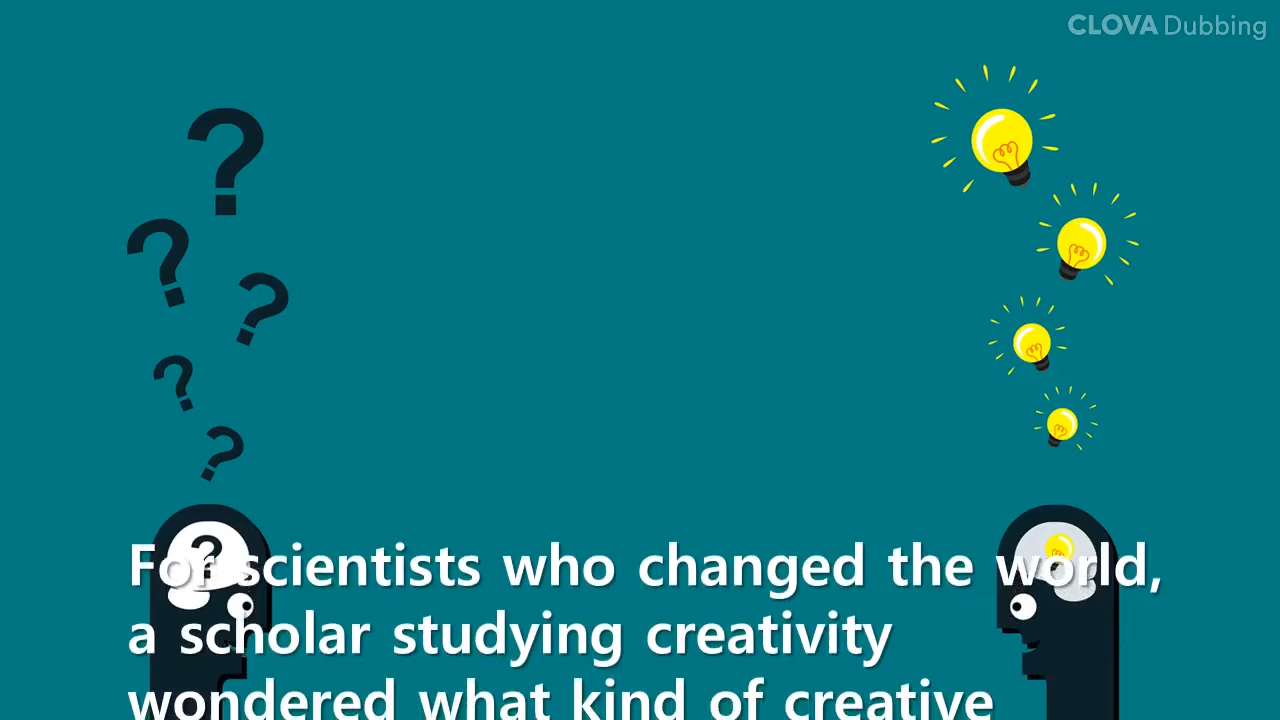 CLOVA Dubbing
? 
?
?
?
?
?
For scientists who changed the world,
a scholar studying creativity
wondered what kind of creative